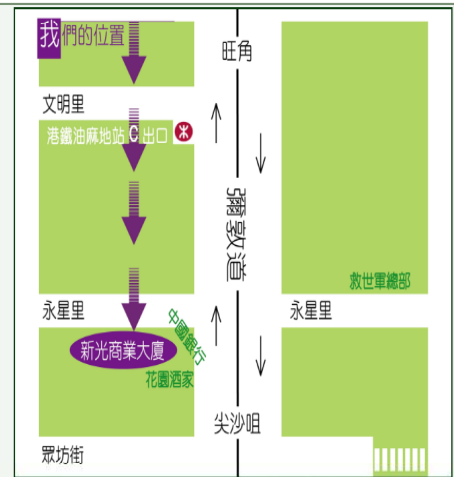 我們的位置
旺角
文明里
港鐵油麻地站 C 出口
彌敦道
救世軍總部
永星里
永星里
中國銀行
新光商業大廈
花園酒家
尖沙咀
眾坊街